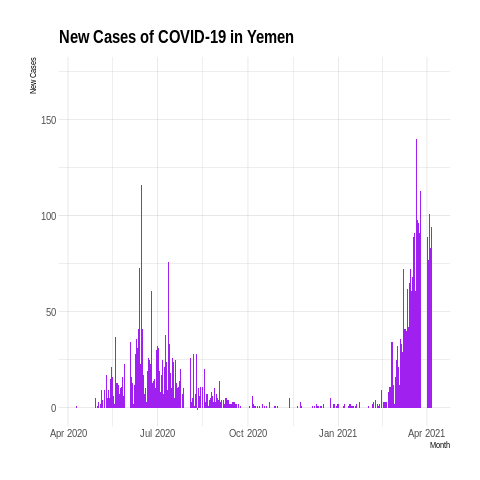 New Cases of COVID-19 in Yemen
New Cases
150
100
50
0
Apr 2020 Jul 2020 Oct 2020 Jan 2021 Apr 2021
Month